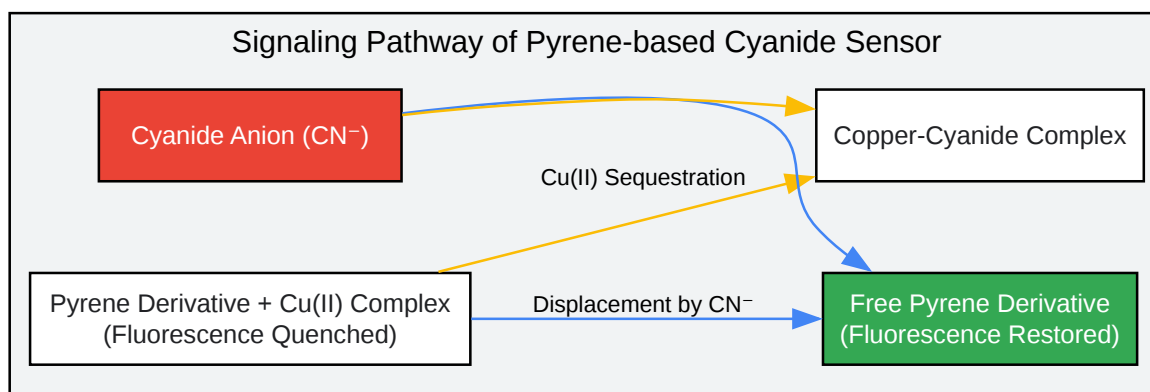 Signaling Pathway of Pyrene-based Cyanide Sensor
Cyanide Anion (CN⁻)
Copper-Cyanide Complex
Cu(II) Sequestration
Pyrene Derivative + Cu(II) Complex
(Fluorescence Quenched)
Displacement by CN⁻
Free Pyrene Derivative
(Fluorescence Restored)